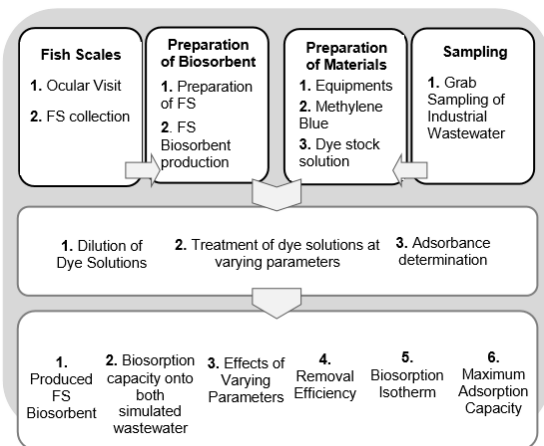 Fish Scales
1. Ocular Visit
2. FS collection
Preparation
of Biosorbent
1. Preparation
of FS
2. FS
Biosorbent
production
Preparation
of Materials
1. Equipments
2. Methylene
Blue
3. Dye stock
solution
Sampling
1. Grab
Sampling of
Industrial
Wastewater
1. Dilution of
Dye Solutions
2. Treatment of dye solutions at
varying parameters
3. Adsorbance
determination
1.
Produced
FS
Biosorbent
2. Biosorption
capacity onto
both
simulated
wastewater
3. Effects of
Varying
Parameters
4.
Removal
Efficiency
5.
Biosorption
Isotherm
6.
Maximum
Adsorption
Capacity